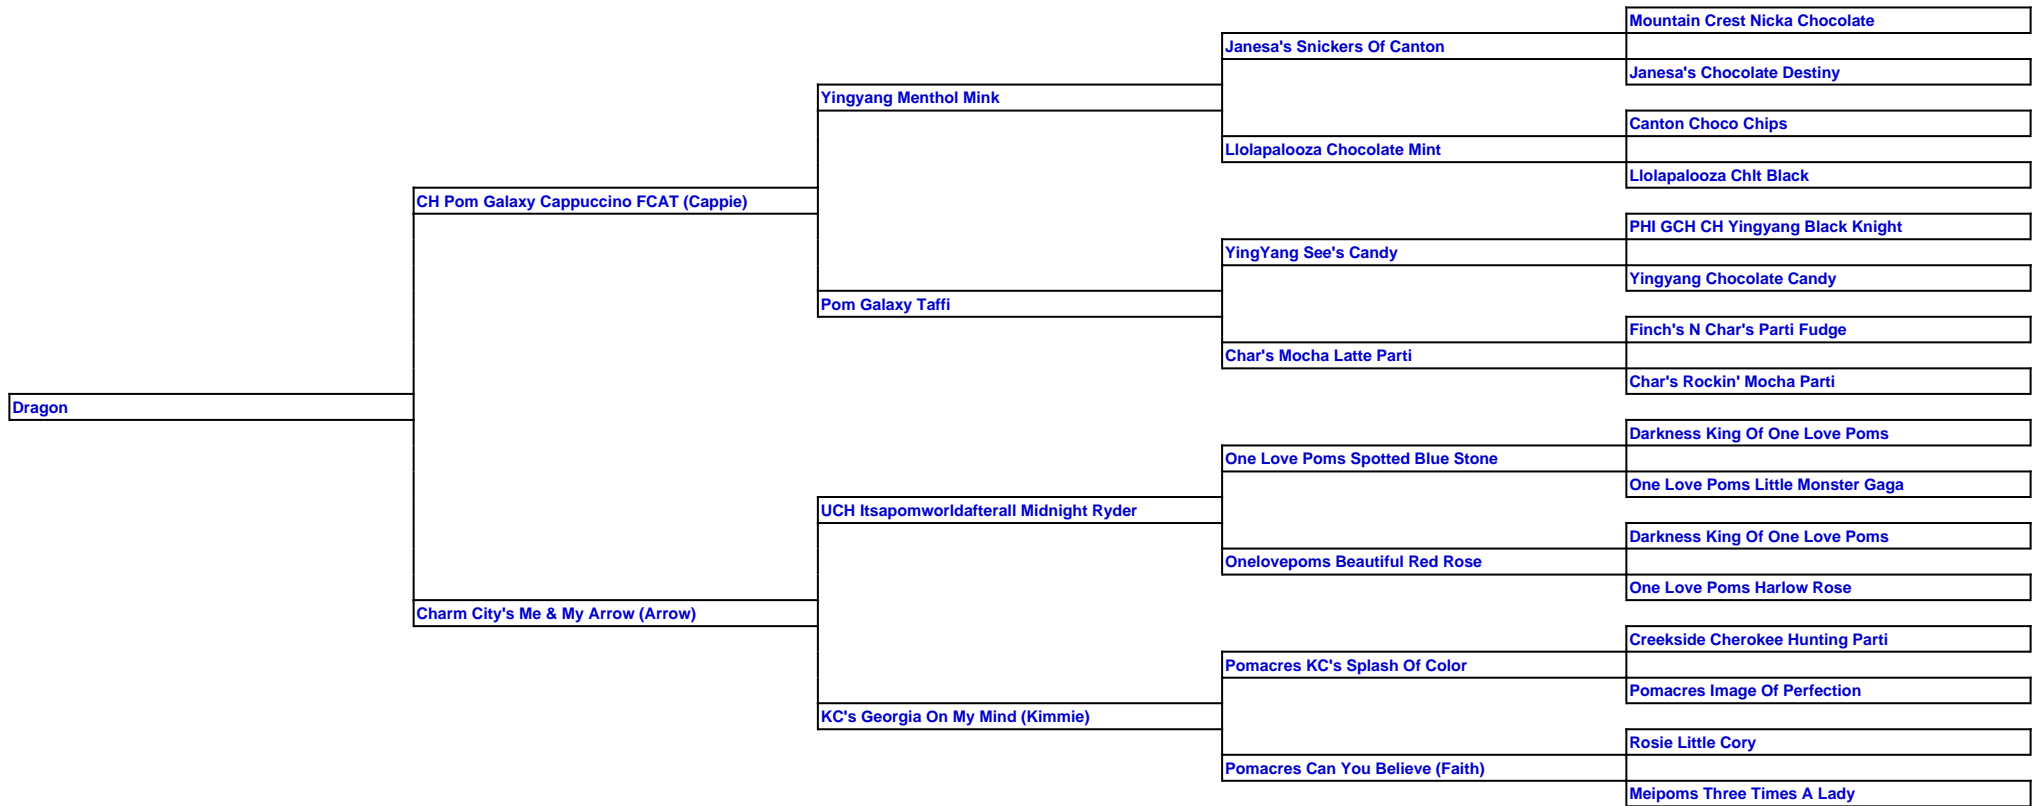 Mountain Crest Nicka Chocolate
Janesa's Snickers Of Canton
Janesa's Chocolate Destiny
Yingyang Menthol Mink
Canton Choco Chips
Llolapalooza Chocolate Mint
Llolapalooza Chlt Black
CH Pom Galaxy Cappuccino FCAT (Cappie)
PHI GCH CH Yingyang Black Knight
YingYang See's Candy
Yingyang Chocolate Candy
Pom Galaxy Taffi
Finch's N Char's Parti Fudge
Char's Mocha Latte Parti
Char's Rockin' Mocha Parti
Dragon
Darkness King Of One Love Poms
One Love Poms Spotted Blue Stone
One Love Poms Little Monster Gaga
UCH Itsapomworldafterall Midnight Ryder
Darkness King Of One Love Poms
Onelovepoms Beautiful Red Rose
One Love Poms Harlow Rose
Charm City's Me & My Arrow (Arrow)
Creekside Cherokee Hunting Parti
Pomacres KC's Splash Of Color
Pomacres Image Of Perfection
KC's Georgia On My Mind (Kimmie)
Rosie Little Cory
Pomacres Can You Believe (Faith)
Meipoms Three Times A Lady